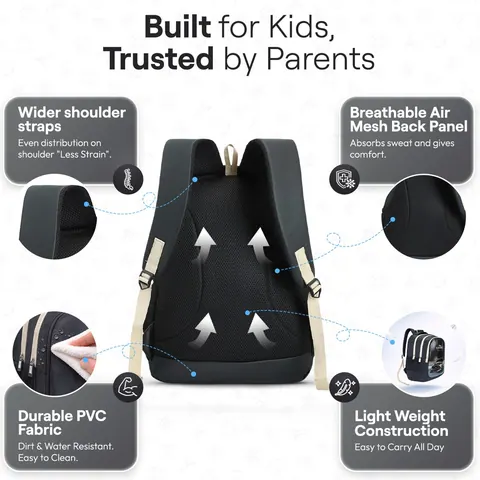 Built for Kids,
Trusted by Parents
Wider shoulder
straps
Even distribution on
shoulder "Less Strain".
Breathable Air
Mesh Back Panel
Absorbs sweat and gives
comfort.
Durable PVC
Fabric
Dirt & Water Resistant.
Easy to Clean.
Light Weight
Construction
Easy to Carry All Day